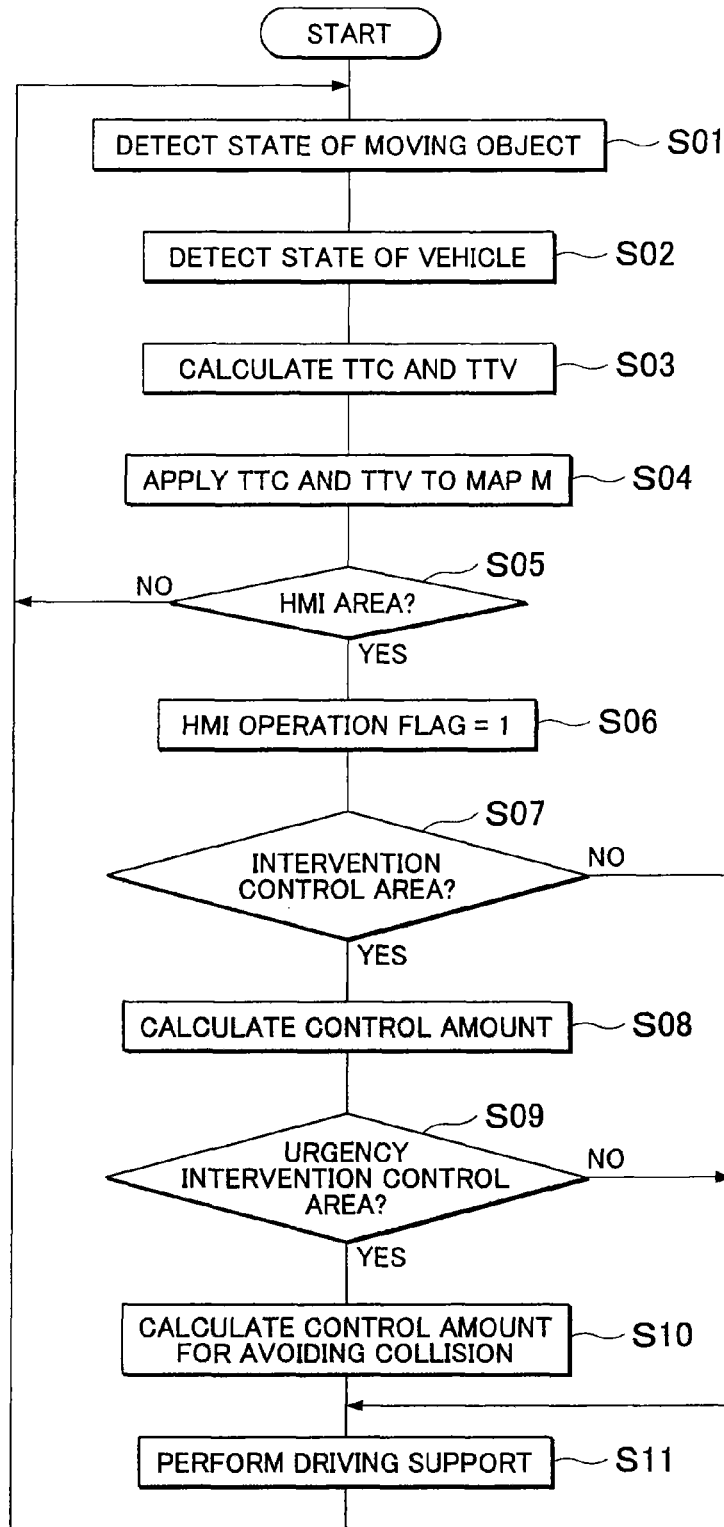 START
DETECT STATE OF MOVING OBJECT
S01
DETECT STATE OF VEHICLE
S02
CALCULATE TTC AND TTV
S03
APPLY TTC AND TTV TO MAP M
S04
S05
NO
HMI AREA?
YES
HMI OPERATION FLAG = 1
S06
S07
INTERVENTION
CONTROL AREA?
NO
YES
CALCULATE CONTROL AMOUNT
S08
S09
URGENCY
INTERVENTION CONTROL
AREA?
NO
YES
CALCULATE CONTROL AMOUNT
FOR AVOIDING COLLISION
S10
PERFORM DRIVING SUPPORT
S11